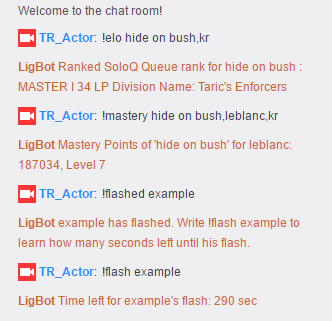 Welcome to the chat room!
TR_Actor: !elo hide on bush,kr
LigBot Ranked SoloQ Queue rank for hide on bush :
MASTER I 34 LP Division Name: Taric's Enforcers
TR_Actor: !mastery hide on bush,leblanc,kr
LigBot Mastery Points of 'hide on bush' for leblanc:
187034, Level 7
TR_Actor: !flashed example
LigBot example has flashed. Write !flash example to
learn how many seconds left until his flash.
TR_Actor: !flash example
LigBot Time left for example's flash: 290 sec